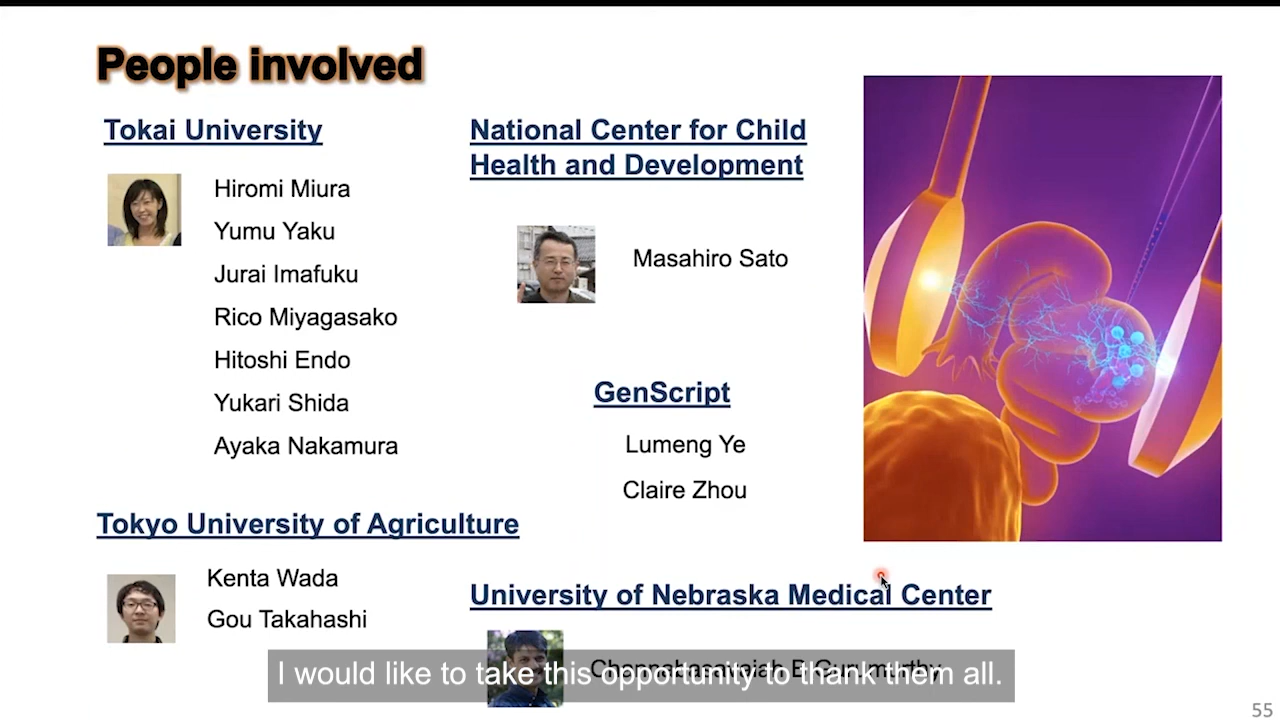 People involved
Tokai University
Hiromi Miura
Yumu Yaku
Jurai Imafuku
Rico Miyagasako
Hitoshi Endo
Yukari Shida
Ayaka Nakamura
Tokyo University of Agriculture
Kenta Wada
Gou Takahashi
National Center for Child
Health and Development
Masahiro Sato
GenScript
Lumeng Ye
Claire Zhou
University of Nebraska Medical Center
I would like to take this opportunity to thank them all.
55